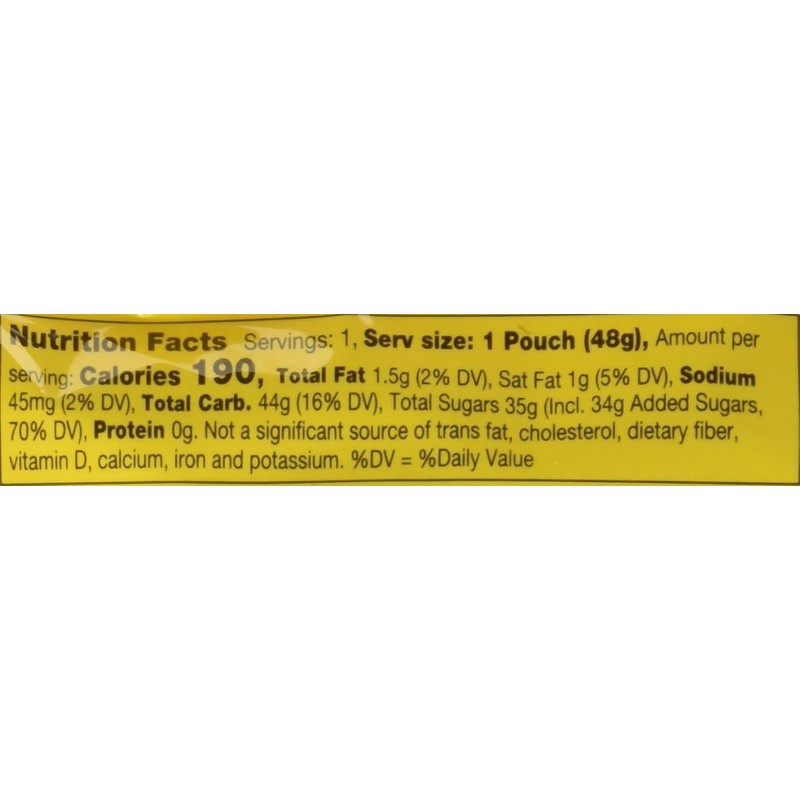 Nutrition Facts Servings: 1, Serv size: 1 Pouch (48g), Amount per
serving: Calories 190, Total Fat 1.5g (2% DV), Sat Fat 1g (5% DV), Sodium
45mg (2% DV), Total Carb. 44g (16% DV), Total Sugars 35g (Incl. 34g Added Sugars,
70% DV), Protein 0g. Not a significant source of trans fat, cholesterol, dietary fiber,
vitamin D, calcium, iron and potassium. %DV = %Daily Value